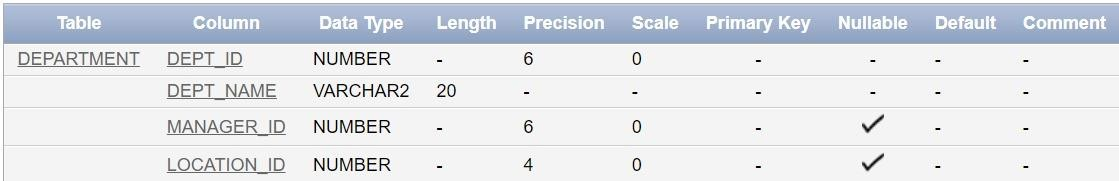 Table Column Data Type Length Precision Scale Primary Key Nullable Default Comment
DEPARTMENT DEPT_ID NUMBER - 6 0 - - - -
DEPT_NAME VARCHAR2 20 - - - - - -
MANAGER_ID NUMBER - 6 0 - ✓ - -
LOCATION_ID NUMBER - 4 0 - ✓ - -